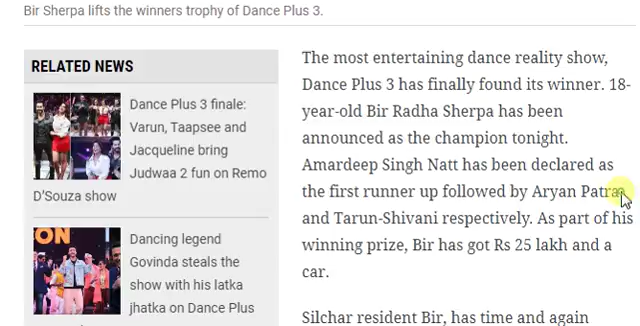 Bir Sherpa lifts the winners trophy of Dance Plus 3.
RELATED NEWS
Dance Plus 3 finale:
Varun, Taapsee and
Jacqueline bring
Judwaa 2 fun on Remo
D'Souza show
ON
Dancing legend
Govinda steals the
show with his latka
jhatka on Dance Plus
The most entertaining dance reality show,
Dance Plus 3 has finally found its winner. 18-
year-old Bir Radha Sherpa has been
announced as the champion tonight.
Amardeep Singh Natt has been declared as
the first runner up followed by Aryan Patra
and Tarun-Shivani respectively. As part of his
winning prize, Bir has got Rs 25 lakh and a
car.
Silchar resident Bir, has time and again